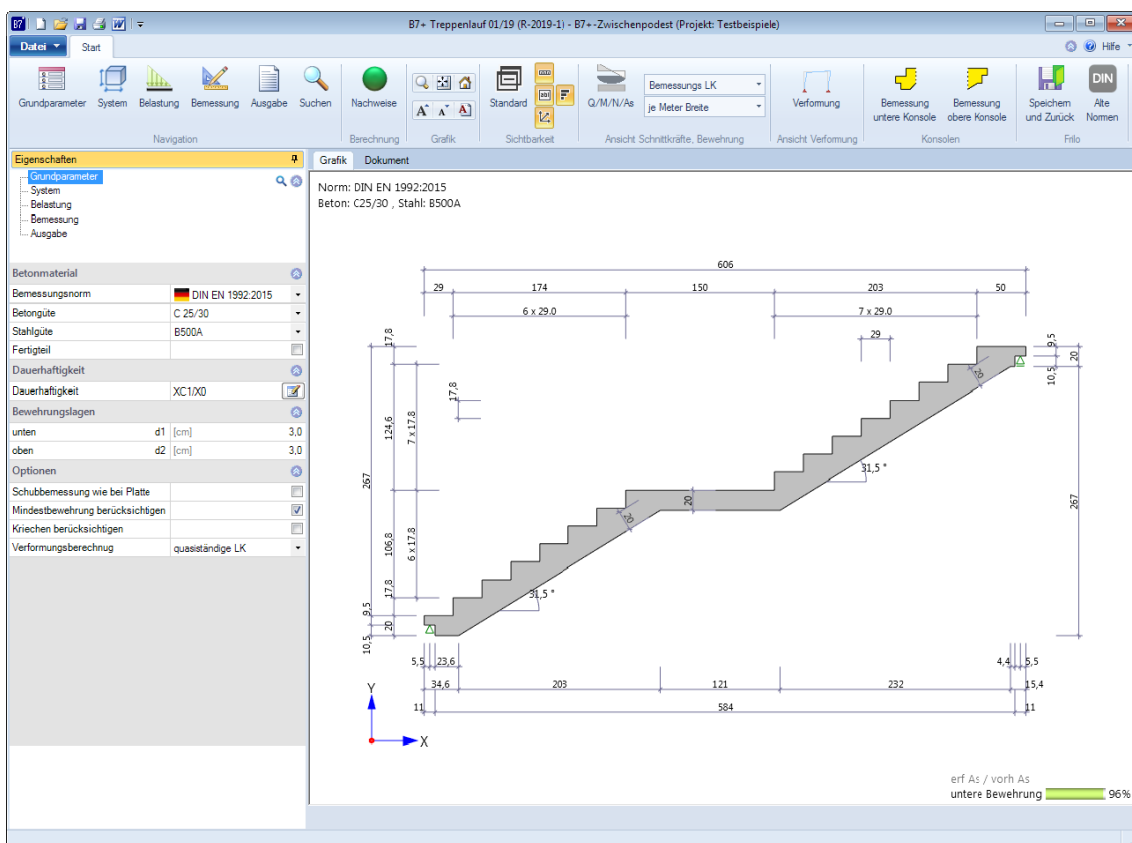 B7 B7+ Treppenlauf 01/19 (R-2019-1) - B7+-Zwischenpodest (Projekt: Testbeispiele)
Datei Start Hilfe
Grundparameter System Belastung Bemessung Ausgabe Suchen
Navigation
Nachweise
Berechnung
Grafik
Standard
Sichtbarkeit
Q/M/N/As
Bemessungs LK
je Meter Breite
Ansicht Schnittkräfte, Bewehrung
Verformung
Ansicht Verformung
Bemessung untere Konsole
Bemessung obere Konsole
Konsolen
Speichern und Zurück
DIN
Alte Normen
Frilo
Eigenschaften
Grundparameter
System
Belastung
Bemessung
Ausgabe
Betonmaterial
Bemessungsnorm DIN EN 1992:2015
Betongüte C 25/30
Stahlgüte B500A
Fertigteil
Dauerhaftigkeit
Dauerhaftigkeit XC1/X0
Bewehrungslagen
unten d1 [cm] 3,0
oben d2 [cm] 3,0
Optionen
Schubbemessung wie bei Platte
Mindestbewehrung berücksichtigen
Kriechen berücksichtigen
Verformungsberechnug quasiständige LK
Grafik Dokument
Norm: DIN EN 1992:2015
Beton: C25/30 , Stahl: B500A
606
29 174 150 203 50
6 x 29.0 7 x 29.0
29
17,8
124,6
7 x 17.8
17,8
267
106,8
6 x 17.8
17,8
9,5
20
10,5
20
31,5 °
20
20
31,5 °
9,5
20
10,5
267
5,5 23,6 4,4 5,5
34,6 203 121 232 15,4
11 584 11
Y
X
erf As / vorh As
untere Bewehrung 96%